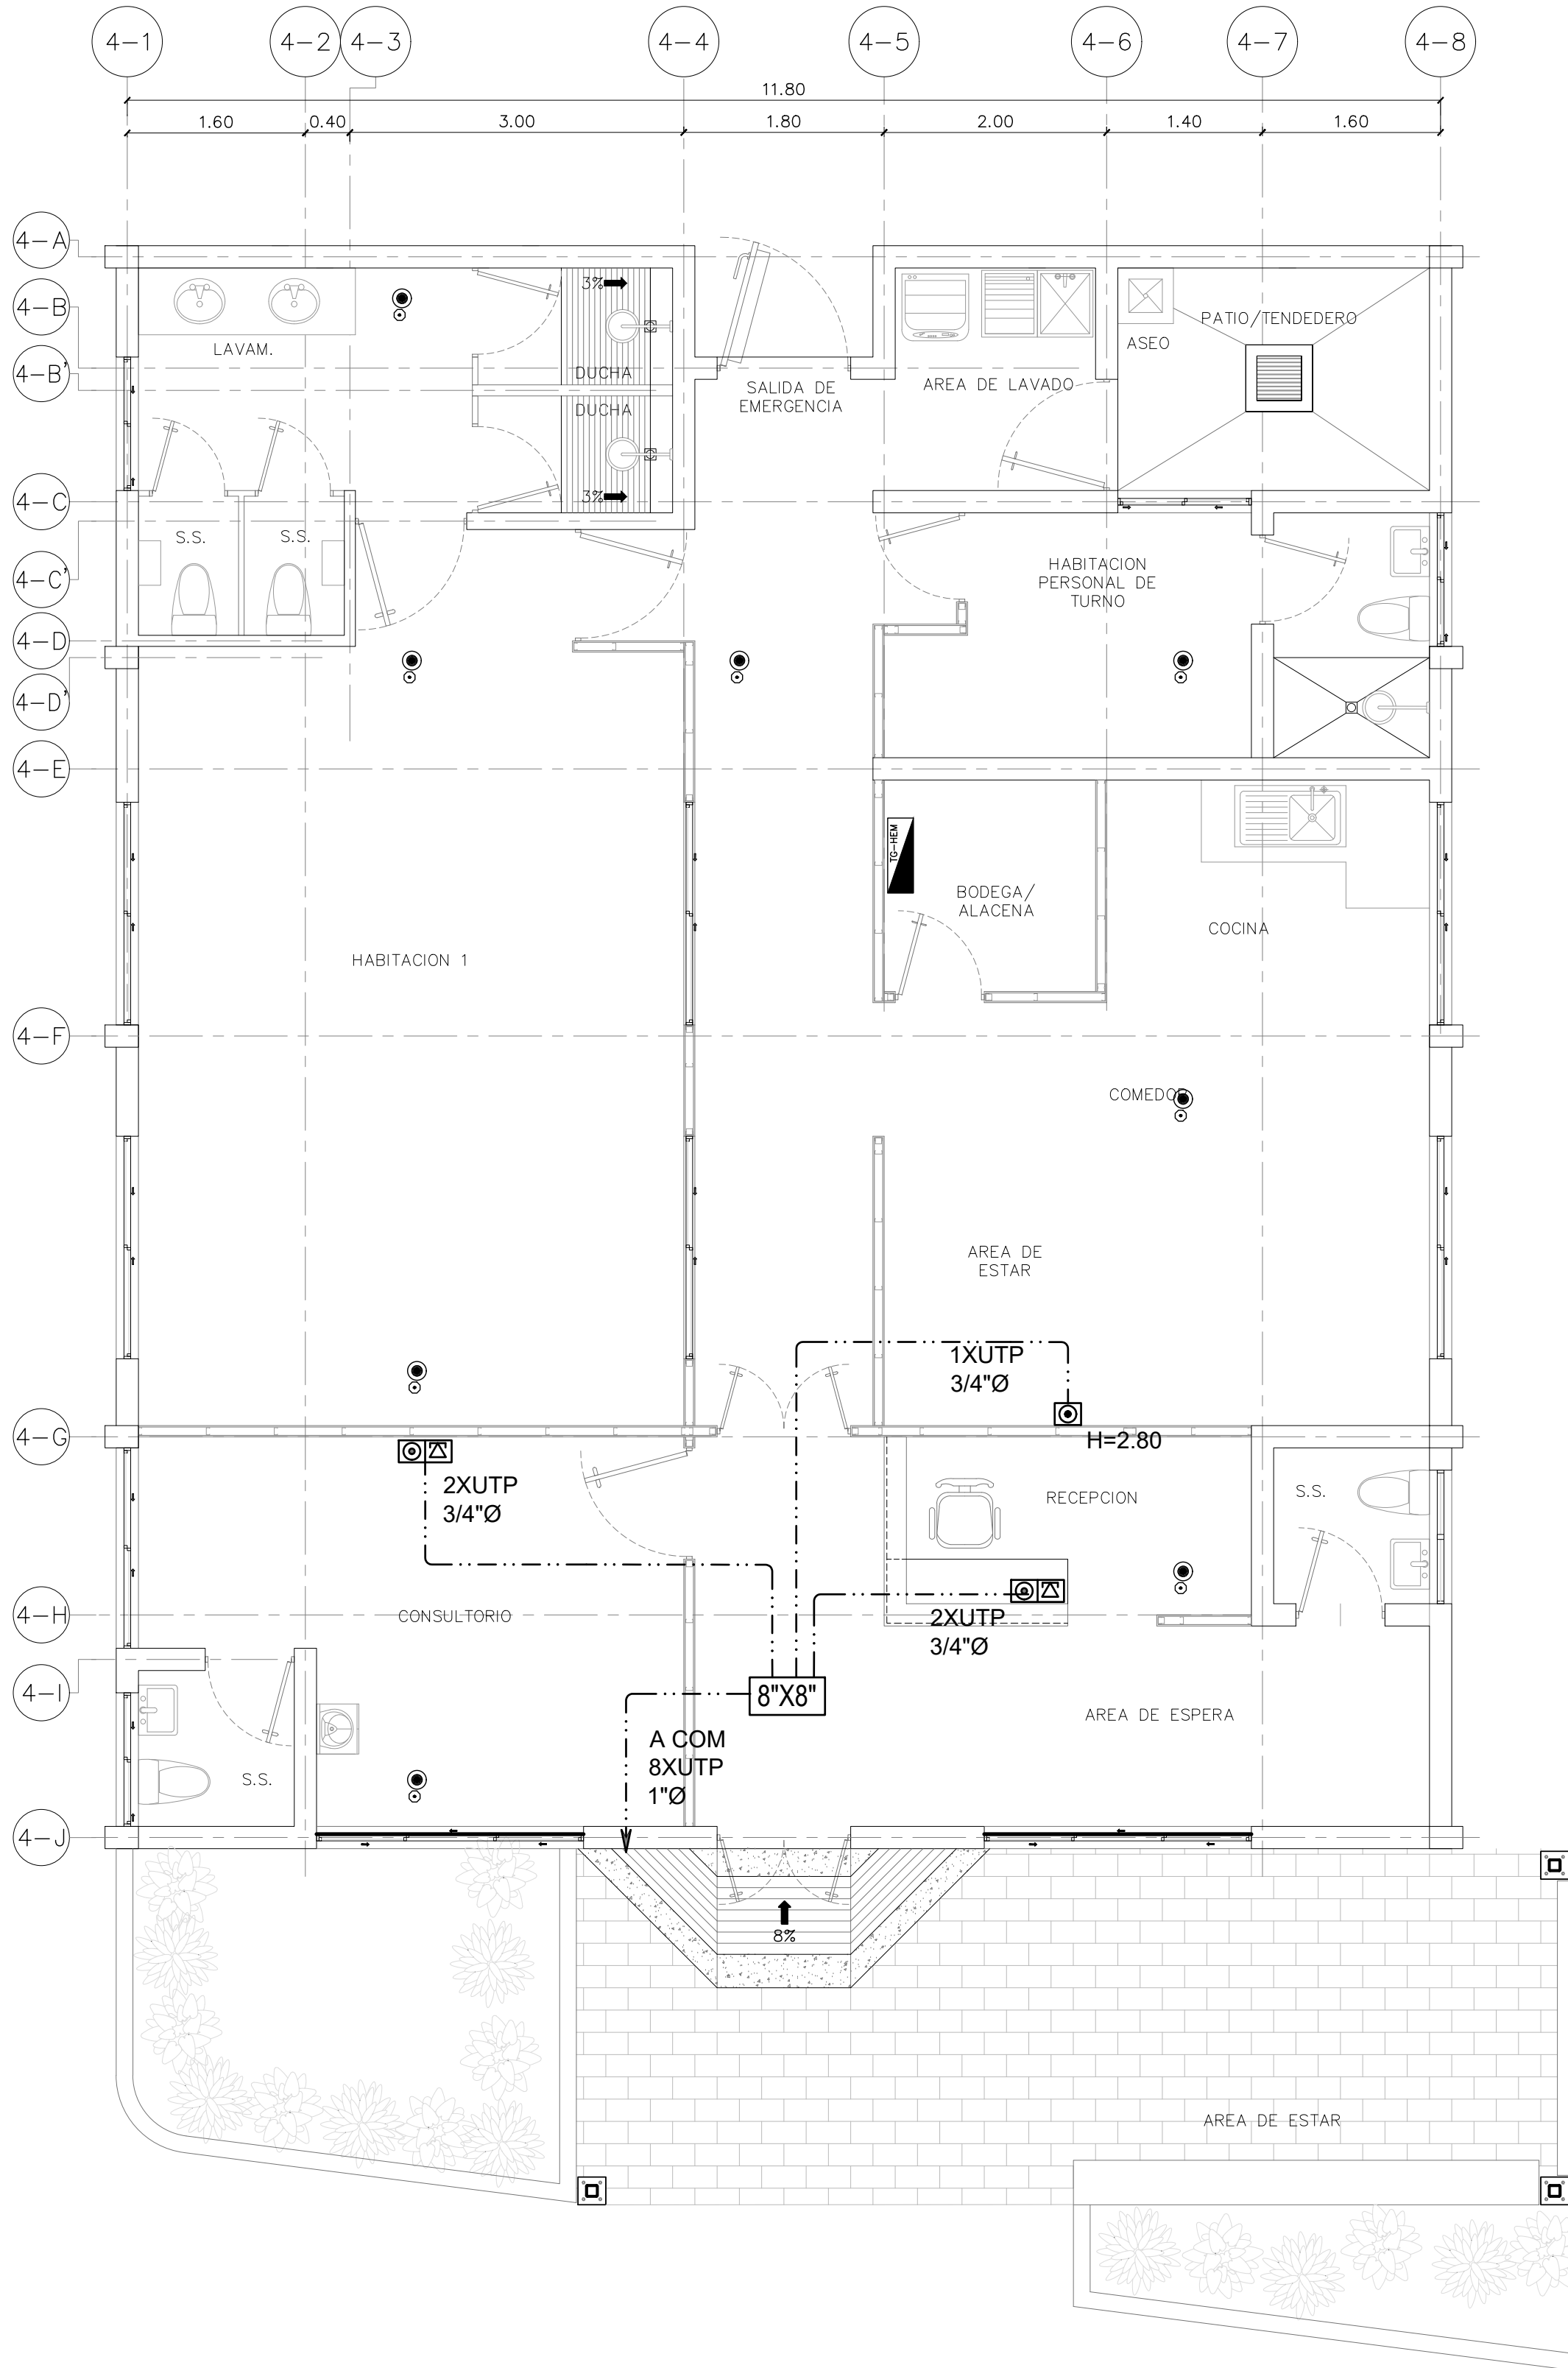 4-1
4-2
4-3
4-4
4-5
4-6
4-7
4-8
11.80
1.60
0.40
3.00
1.80
2.00
1.40
1.60
4-A
4-B
4-B'
4-C
4-C'
4-D
4-D'
4-E
4-F
4-G
4-H
4-I
4-J
LAVAM.
3%
DUCHA
DUCHA
3%
SALIDA DE
EMERGENCIA
AREA DE LAVADO
ASEO
PATIO/TENDEDERO
S.S.
S.S.
HABITACION
PERSONAL DE
TURNO
TG-HEM
BODEGA/
ALACENA
COCINA
HABITACION 1
COMEDOR
AREA DE
ESTAR
1XUTP
3/4"Ø
H=2.80
2XUTP
3/4"Ø
RECEPCION
S.S.
CONSULTORIO
2XUTP
3/4"Ø
8"X8"
A COM
8XUTP
1"Ø
AREA DE ESPERA
S.S.
8%
AREA DE ESTAR